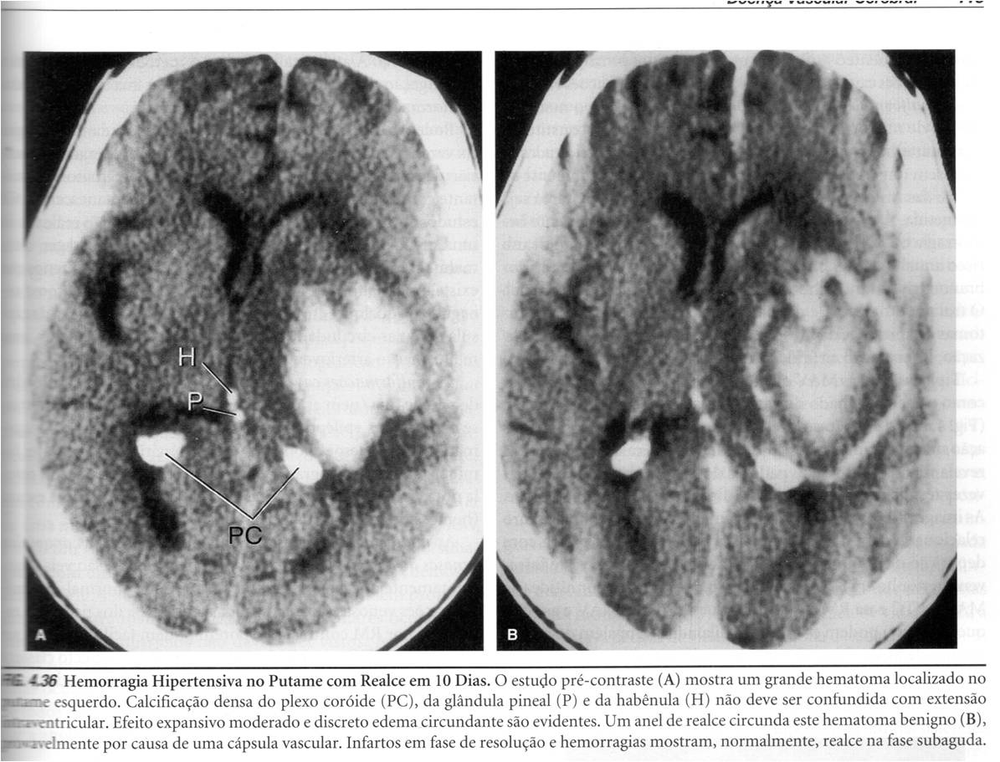 Doença Vascular Cerebral
H
P
PC
A
B
FIG. 4.36 Hemorragia Hipertensiva no Putame com Realce em 10 Dias. O estudo pré-contraste (A) mostra um grande hematoma localizado no
putame esquerdo. Calcificação densa do plexo coróide (PC), da glândula pineal (P) e da habênula (H) não deve ser confundida com extensão
intraventricular. Efeito expansivo moderado e discreto edema circundante são evidentes. Um anel de realce circunda este hematoma benigno (B),
provavelmente por causa de uma cápsula vascular. Infartos em fase de resolução e hemorragias mostram, normalmente, realce na fase subaguda.